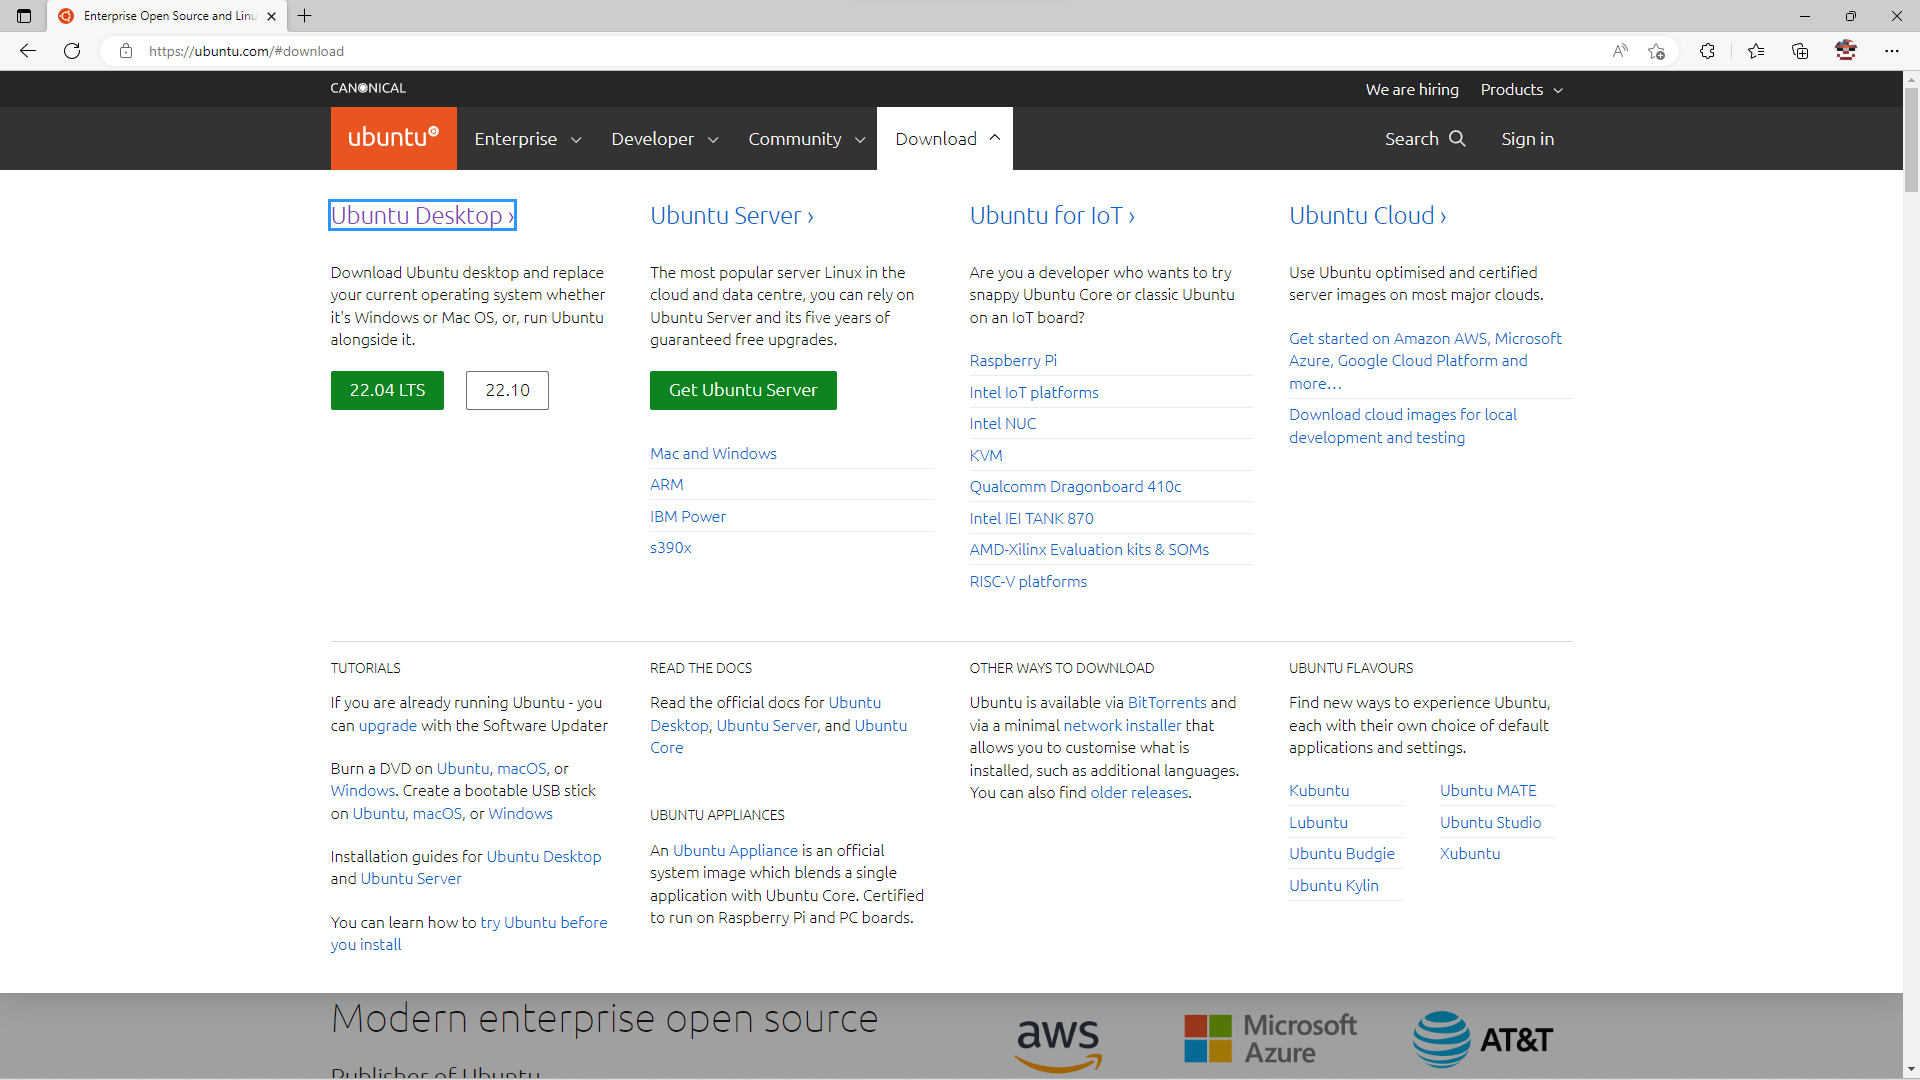 Enterprise Open Source and Linu
https://ubuntu.com/#download
CANONICAL
We are hiring
Products
ubuntu
Enterprise
Developer
Community
Download
Search
Sign in
Ubuntu Desktop ›
Download Ubuntu desktop and replace
your current operating system whether
it's Windows or Mac OS, or, run Ubuntu
alongside it.
22.04 LTS
22.10
Ubuntu Server ›
The most popular server Linux in the
cloud and data centre, you can rely on
Ubuntu Server and its five years of
guaranteed free upgrades.
Get Ubuntu Server
Mac and Windows
ARM
IBM Power
s390x
Ubuntu for IoT ›
Are you a developer who wants to try
snappy Ubuntu Core or classic Ubuntu
on an IoT board?
Raspberry Pi
Intel IoT platforms
Intel NUC
KVM
Qualcomm Dragonboard 410c
Intel IEI TANK 870
AMD-Xilinx Evaluation kits & SOMs
RISC-V platforms
Ubuntu Cloud ›
Use Ubuntu optimised and certified
server images on most major clouds.
Get started on Amazon AWS, Microsoft
Azure, Google Cloud Platform and
more…
Download cloud images for local
development and testing
TUTORIALS
If you are already running Ubuntu - you
can upgrade with the Software Updater
Burn a DVD on Ubuntu, macOS, or
Windows. Create a bootable USB stick
on Ubuntu, macOS, or Windows
Installation guides for Ubuntu Desktop
and Ubuntu Server
You can learn how to try Ubuntu before
you install
READ THE DOCS
Read the official docs for Ubuntu
Desktop, Ubuntu Server, and Ubuntu
Core
UBUNTU APPLIANCES
An Ubuntu Appliance is an official
system image which blends a single
application with Ubuntu Core. Certified
to run on Raspberry Pi and PC boards.
OTHER WAYS TO DOWNLOAD
Ubuntu is available via BitTorrents and
via a minimal network installer that
allows you to customise what is
installed, such as additional languages.
You can also find older releases.
UBUNTU FLAVOURS
Find new ways to experience Ubuntu,
each with their own choice of default
applications and settings.
Kubuntu
Lubuntu
Ubuntu Budgie
Ubuntu Kylin
Ubuntu MATE
Ubuntu Studio
Xubuntu
Modern enterprise open source
Publisher of Ubuntu
aws
Microsoft
Azure
AT&T